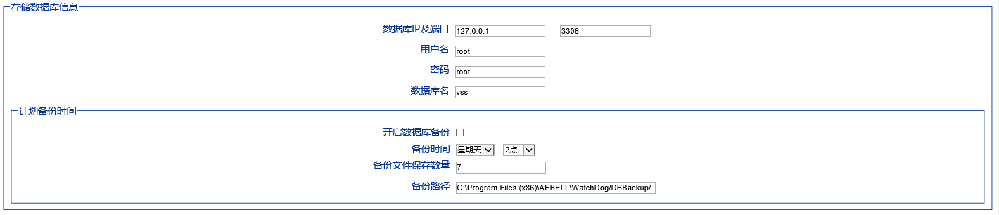 存储数据库信息
数据库IP及端口 127.0.0.1 3306
用户名 root
密码 root
数据库名 vss
计划备份时间
开启数据库备份
备份时间 星期天 2点
备份文件保存数量 7
备份路径 C:\Program Files (x86)\AEBELL\WatchDog/DBBackup/